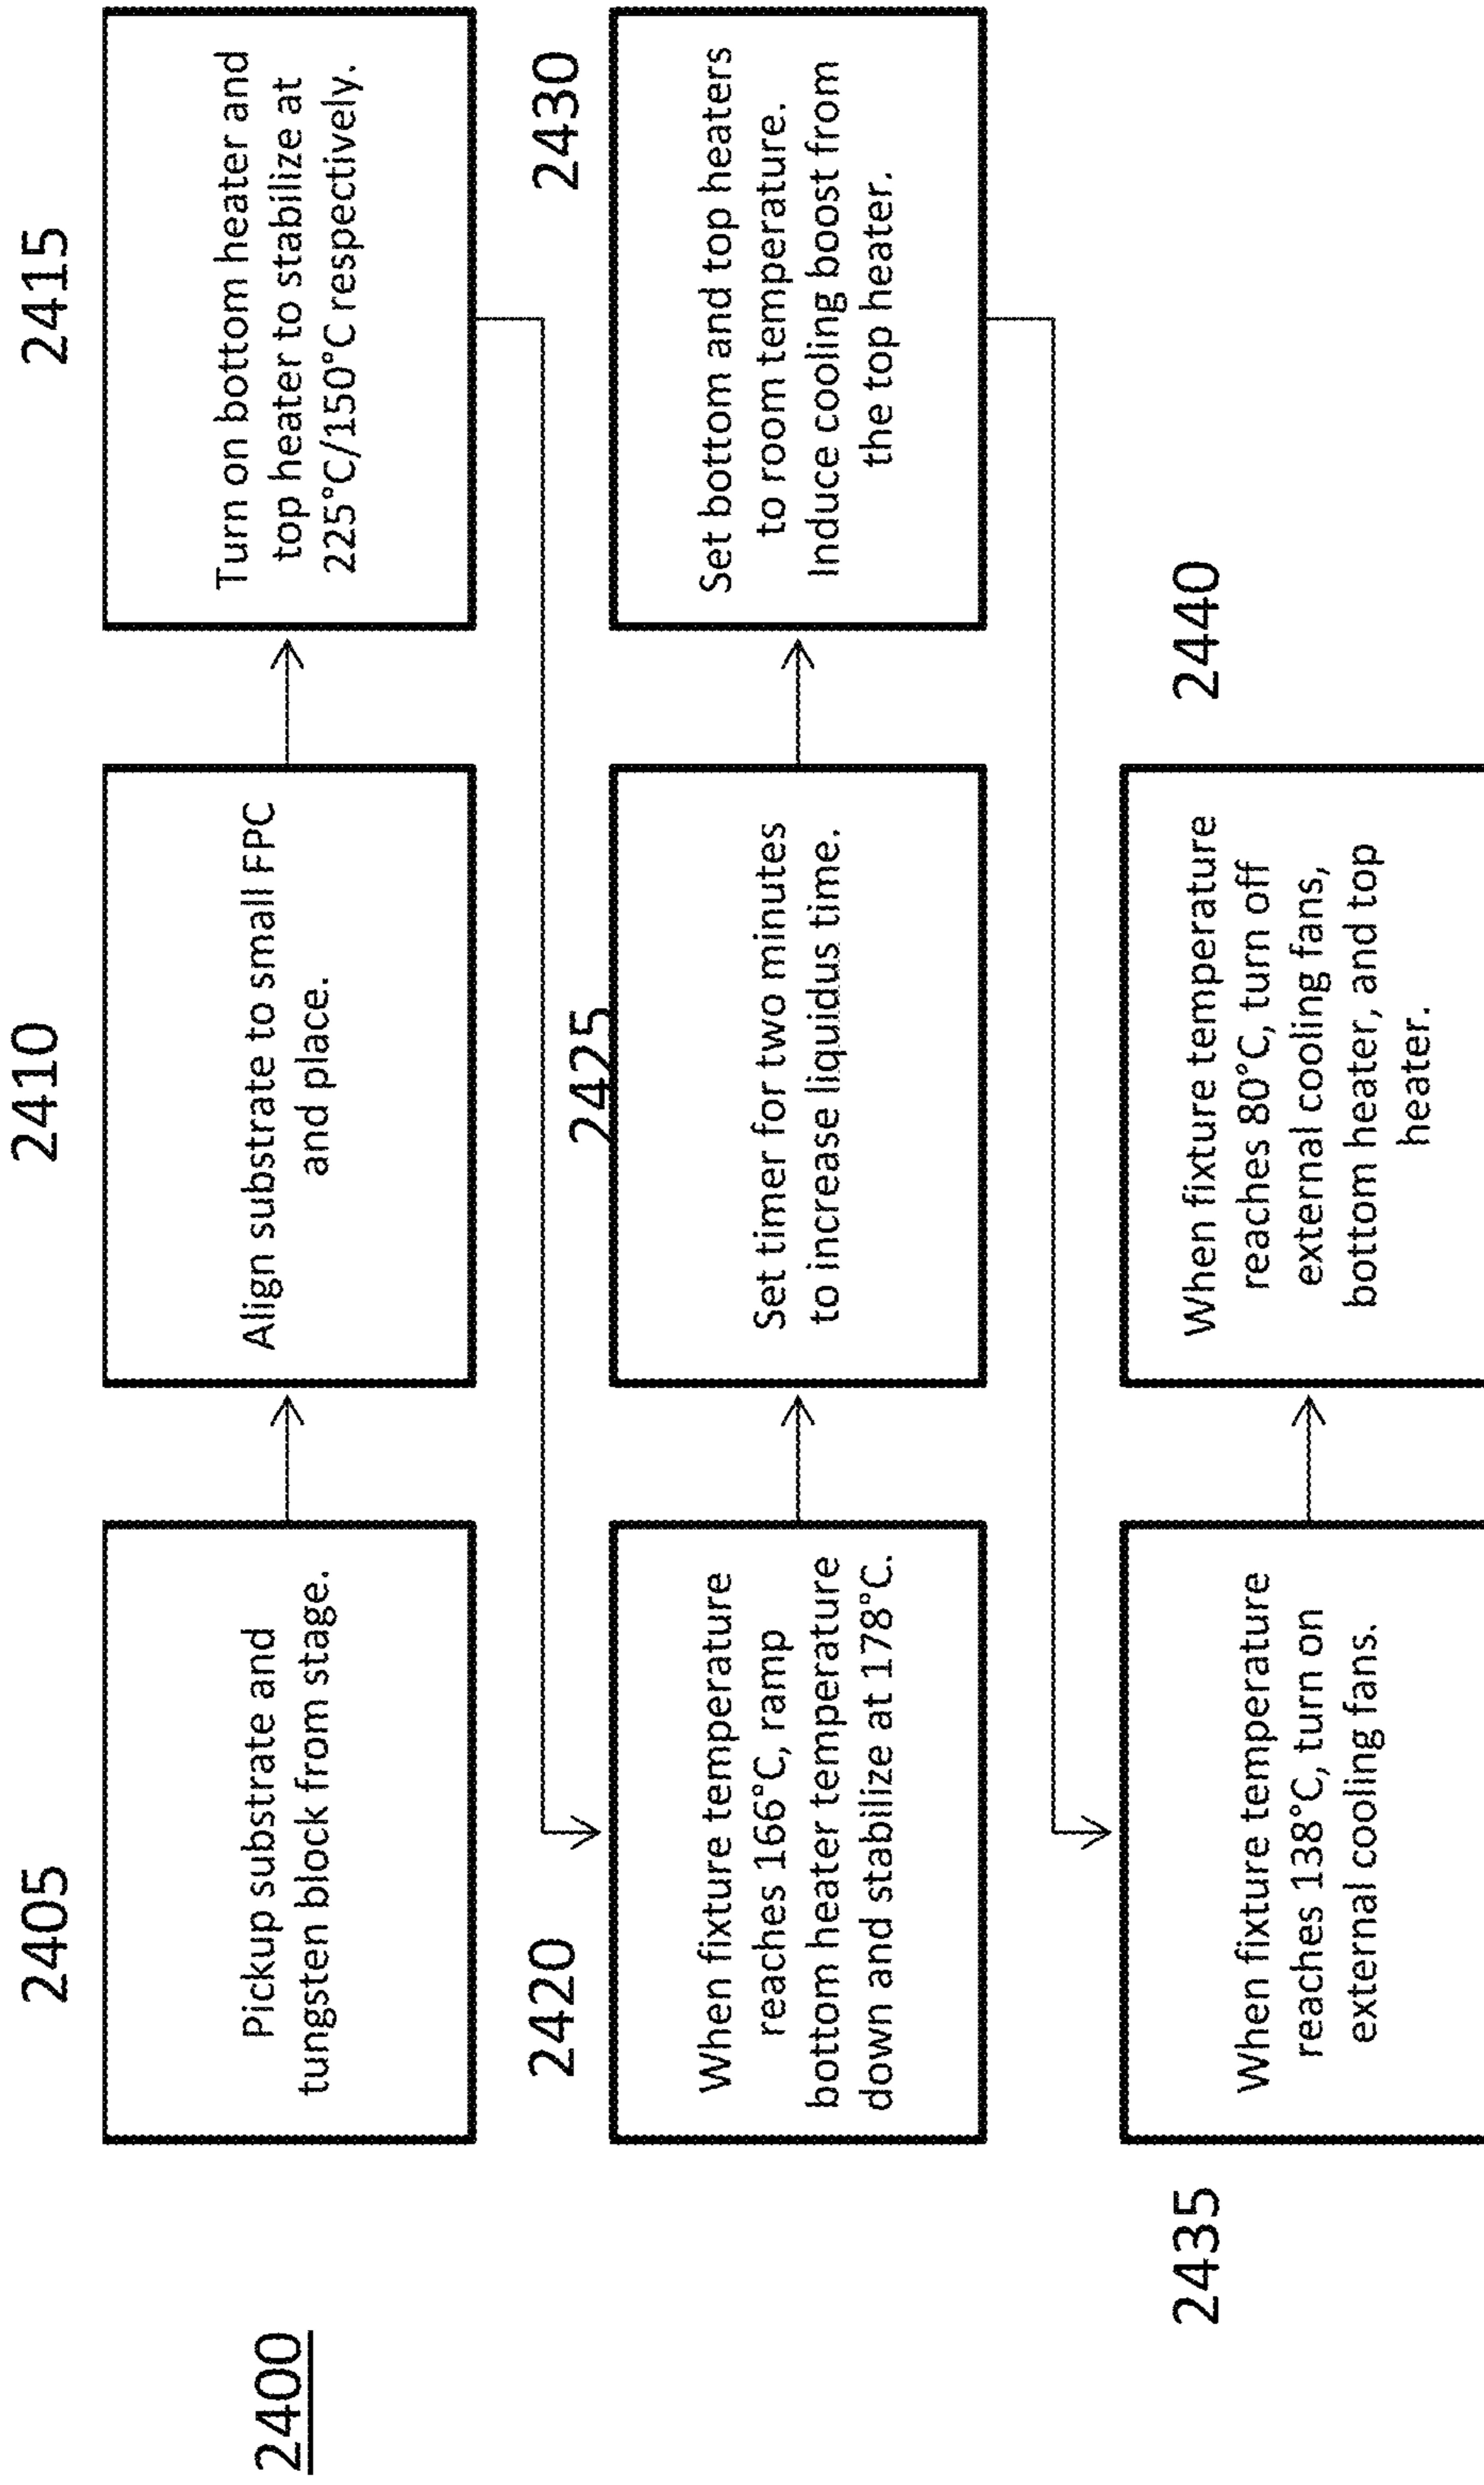 2400
2405
Pickup substrate and
tungsten block from stage.
2410
Align substrate to small FPC
and place.
2415
Turn on bottom heater and
top heater to stabilize at
225°C/150°C respectively.
2420
When fixture temperature
reaches 166°C, ramp
bottom heater temperature
down and stabilize at 178°C.
2425
Set timer for two minutes
to increase liquidus time.
2430
Set bottom and top heaters
to room temperature.
Induce cooling boost from
the top heater.
2435
When fixture temperature
reaches 138°C, turn on
external cooling fans.
2440
When fixture temperature
reaches 80°C, turn off
external cooling fans,
bottom heater, and top
heater.